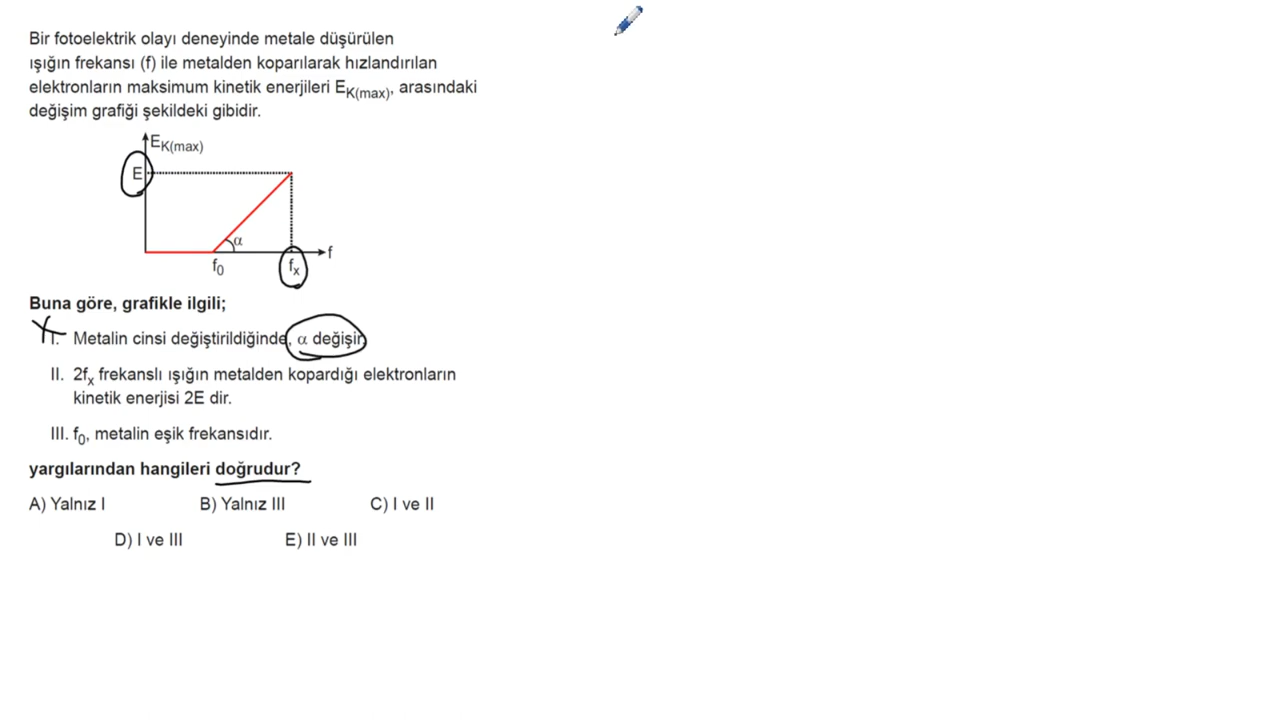 Bir fotoelektrik olayı deneyinde metale düşürülen
ışığın frekansı (f) ile metalden koparılarak hızlandırılan
elektronların maksimum kinetik enerjileri EK(max), arasındaki
değişim grafiği şekildeki gibidir.
EK(max)
E
α
f
f0
fx
Buna göre, grafikle ilgili;
I. Metalin cinsi değiştirildiğinde, α değişir.
II. 2fx frekanslı ışığın metalden kopardığı elektronların
kinetik enerjisi 2E dir.
III. f0, metalin eşik frekansıdır.
yargılarından hangileri doğrudur?
A) Yalnız I B) Yalnız III C) I ve II
D) I ve III E) II ve III